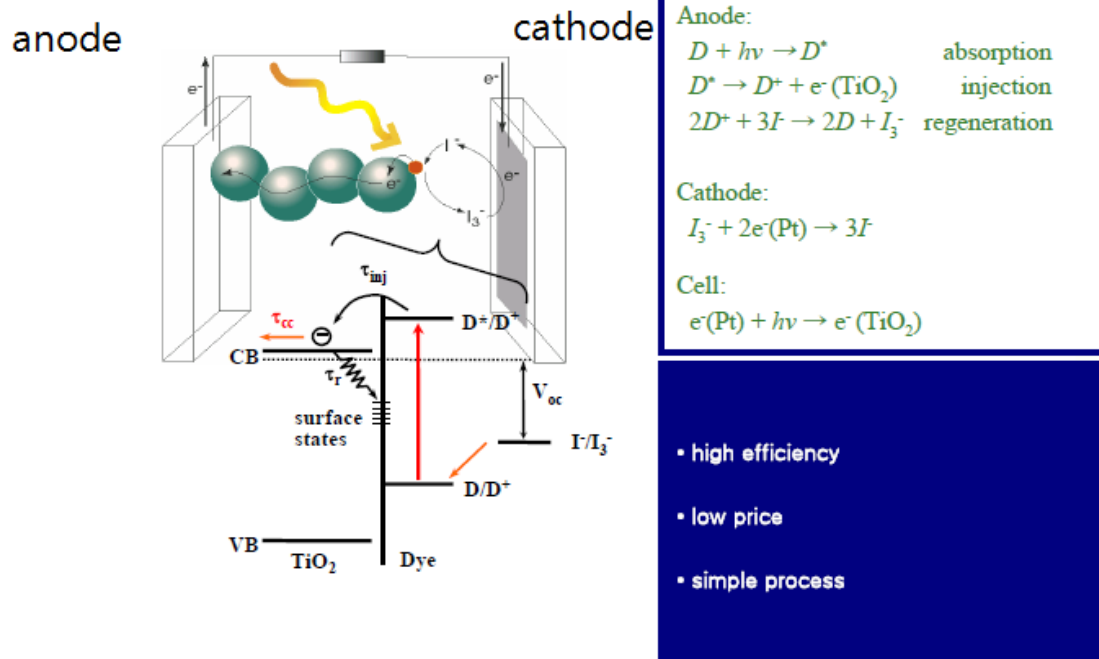 anode
cathode
e⁻
e⁻
I⁻
e⁻
e⁻
I₃⁻
τinj
τcc
D*/D⁺
CB
τr
Voc
surface
states
I⁻/I₃⁻
D/D⁺
VB
TiO₂
Dye
Anode:
D + hν → D* absorption
D* → D⁺ + e⁻(TiO₂) injection
2D⁺ + 3I⁻ → 2D + I₃⁻ regeneration
Cathode:
I₃⁻ + 2e⁻(Pt) → 3I⁻
Cell:
e⁻(Pt) + hν → e⁻(TiO₂)
• high efficiency
• low price
• simple process